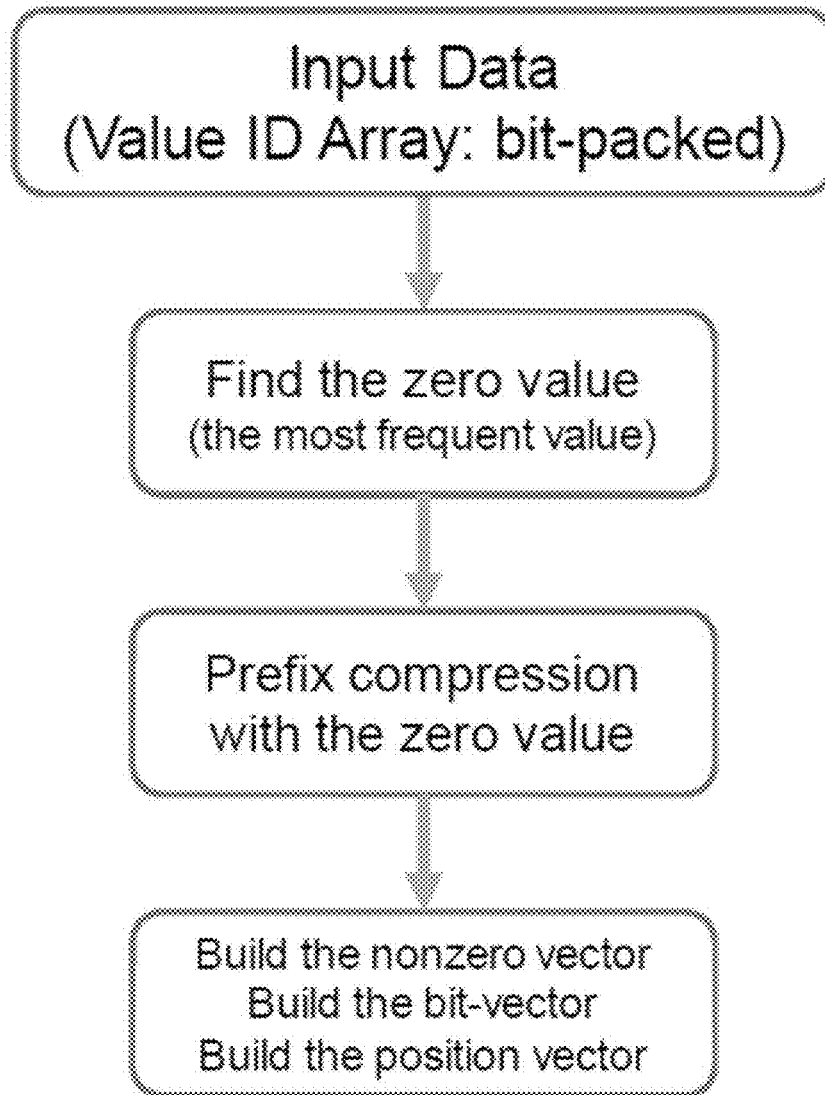 Input Data
(Value ID Array: bit-packed)
Find the zero value
(the most frequent value)
Prefix compression
with the zero value
Build the nonzero vector
Build the bit-vector
Build the position vector